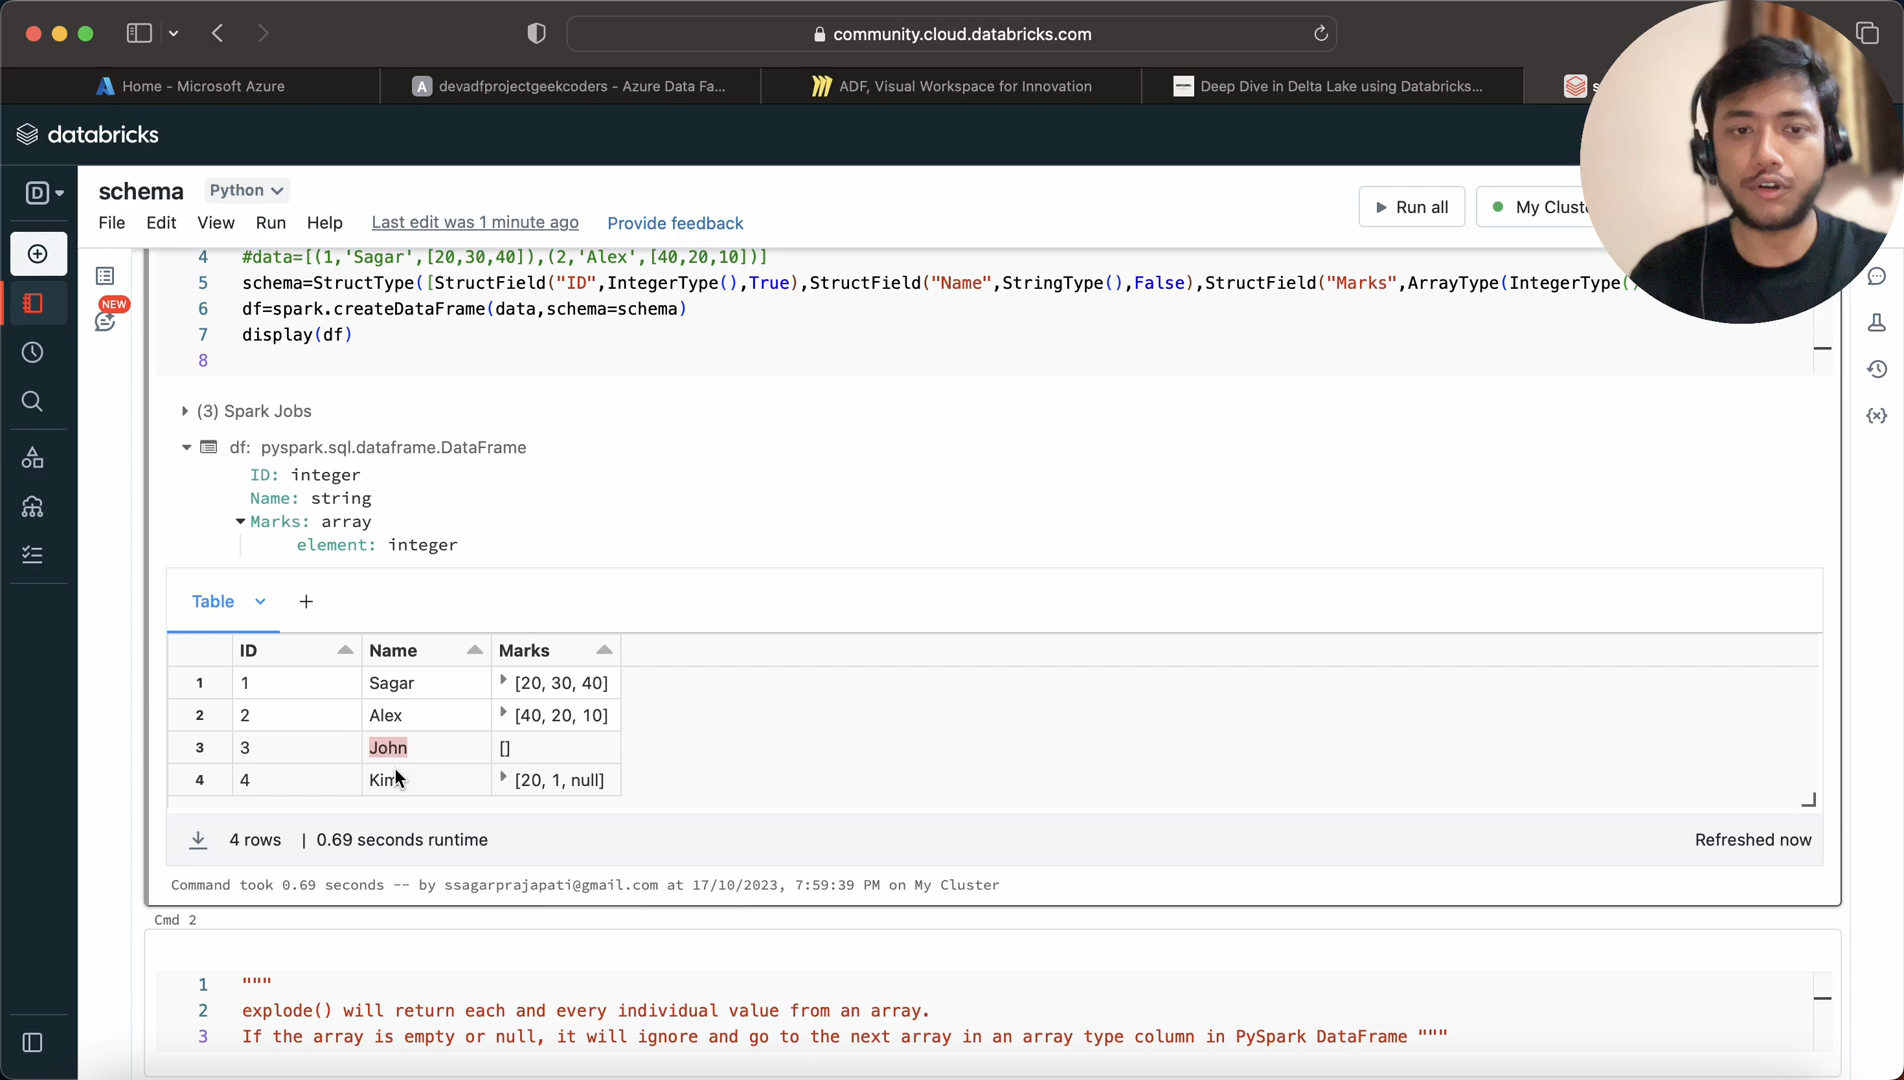 community.cloud.databricks.com
Home - Microsoft Azure
A devadfprojectgeekcoders - Azure Data Fa...
ADF, Visual Workspace for Innovation
Deep Dive in Delta Lake using Databricks...
databricks
D
schema Python
Run all
My Cluste
File Edit View Run Help Last edit was 1 minute ago Provide feedback
NEW
4 #data=[(1,'Sagar',[20,30,40]),(2,'Alex',[40,20,10])]
5 schema=StructType([StructField("ID",IntegerType(),True),StructField("Name",StringType(),False),StructField("Marks",ArrayType(IntegerType()
6 df=spark.createDataFrame(data,schema=schema)
7 display(df)
8
(3) Spark Jobs
df: pyspark.sql.dataframe.DataFrame
ID: integer
Name: string
Marks: array
element: integer
Table +
ID Name Marks
1 1 Sagar [20, 30, 40]
2 2 Alex [40, 20, 10]
3 3 John []
4 4 Kim [20, 1, null]
4 rows | 0.69 seconds runtime
Refreshed now
Command took 0.69 seconds -- by ssagarprajapati@gmail.com at 17/10/2023, 7:59:39 PM on My Cluster
Cmd 2
1 """
2 explode() will return each and every individual value from an array.
3 If the array is empty or null, it will ignore and go to the next array in an array type column in PySpark DataFrame """